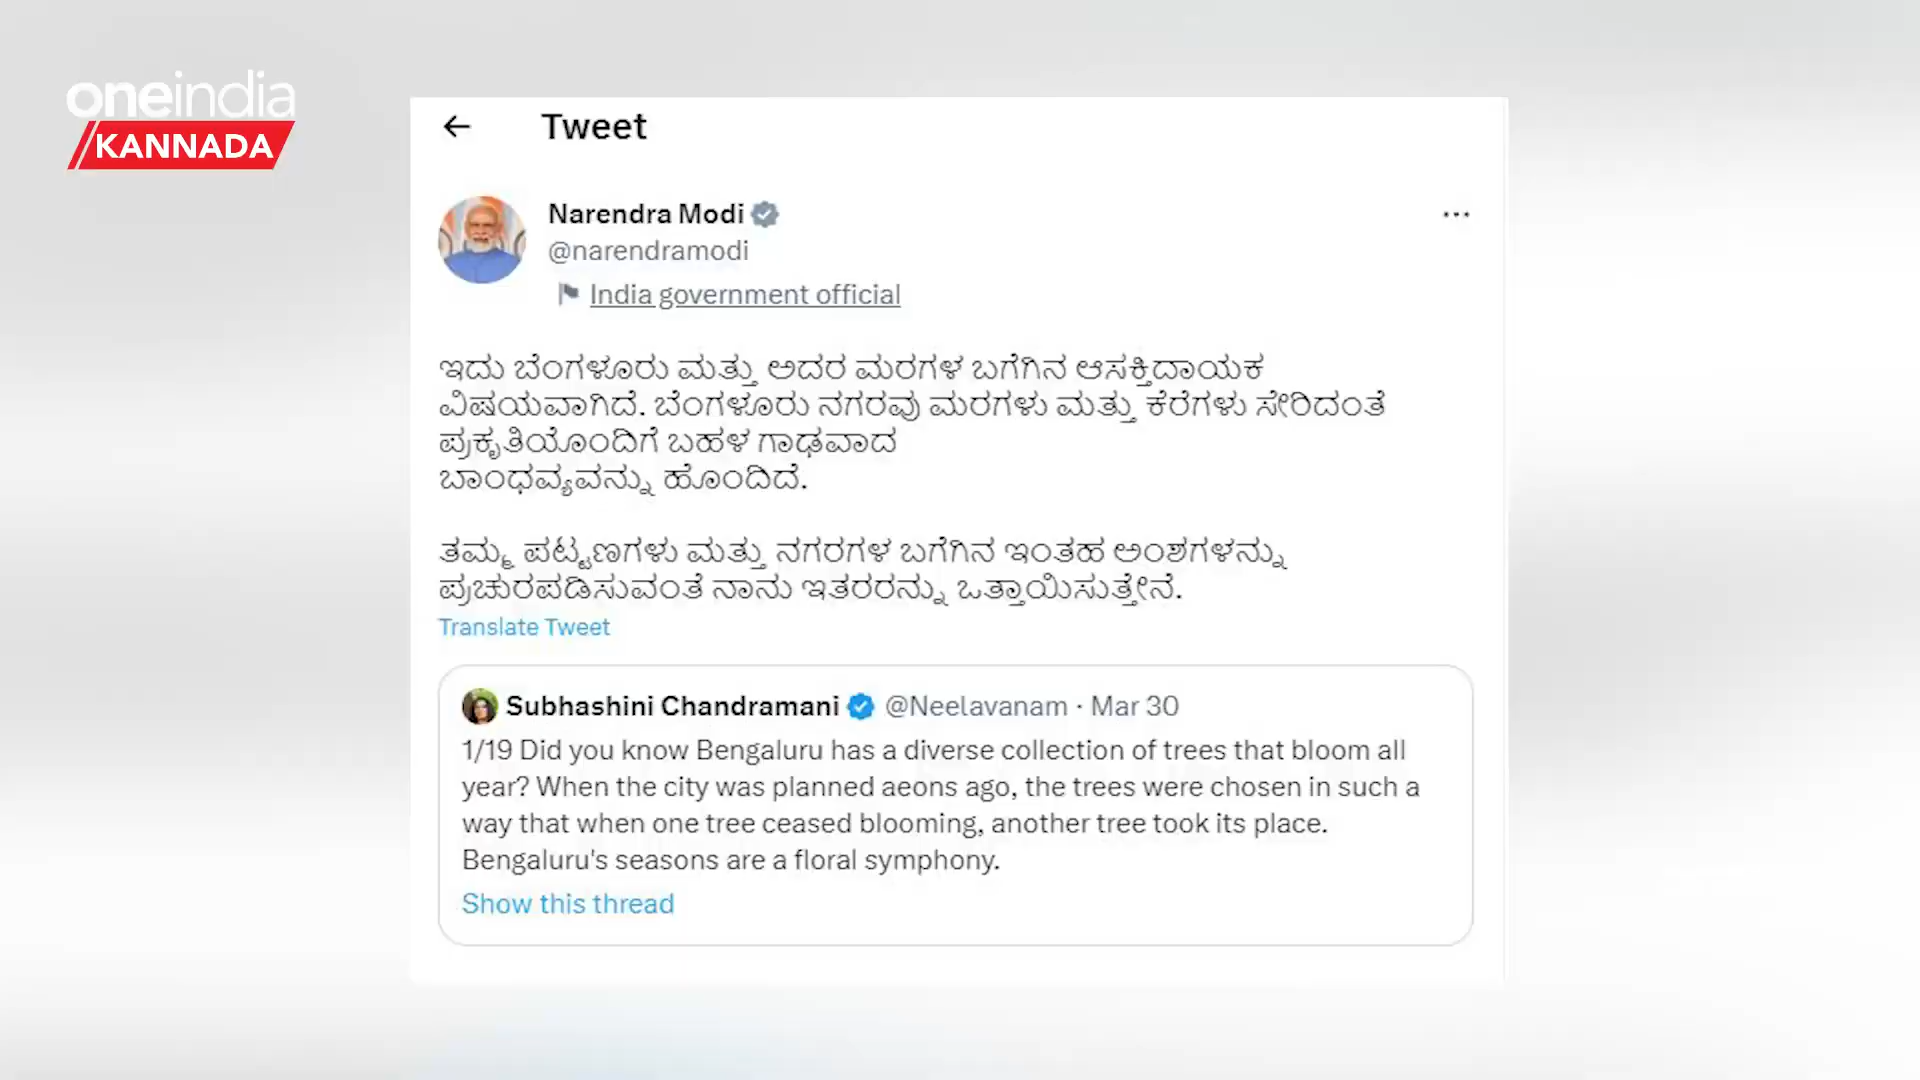 oneindia
KANNADA
Tweet
Narendra Modi
@narendramodi
India government official
ಇದು ಬೆಂಗಳೂರು ಮತ್ತು ಅದರ ಮರಗಳ ಬಗೆಗಿನ ಆಸಕ್ತಿದಾಯಕ
ವಿಷಯವಾಗಿದೆ. ಬೆಂಗಳೂರು ನಗರವು ಮರಗಳು ಮತ್ತು ಕೆರೆಗಳು ಸೇರಿದಂತೆ
ಪ್ರಕೃತಿಯೊಂದಿಗೆ ಬಹಳ ಗಾಢವಾದ
ಬಾಂಧವ್ಯವನ್ನು ಹೊಂದಿದೆ.
ತಮ್ಮ ಪಟ್ಟಣಗಳು ಮತ್ತು ನಗರಗಳ ಬಗೆಗಿನ ಇಂತಹ ಅಂಶಗಳನ್ನು
ಪ್ರಚುರಪಡಿಸುವಂತೆ ನಾನು ಇತರರನ್ನು ಒತ್ತಾಯಿಸುತ್ತೇನೆ.
Translate Tweet
Subhashini Chandramani @Neelavanam · Mar 30
1/19 Did you know Bengaluru has a diverse collection of trees that bloom all
year? When the city was planned aeons ago, the trees were chosen in such a
way that when one tree ceased blooming, another tree took its place.
Bengaluru's seasons are a floral symphony.
Show this thread